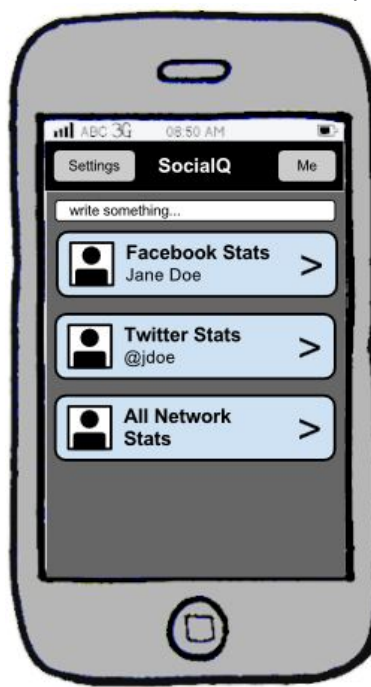 ABC 3G 08:50 AM
Settings SocialQ Me
write something...
Facebook Stats
Jane Doe
>
Twitter Stats
@jdoe
>
All Network
Stats
>